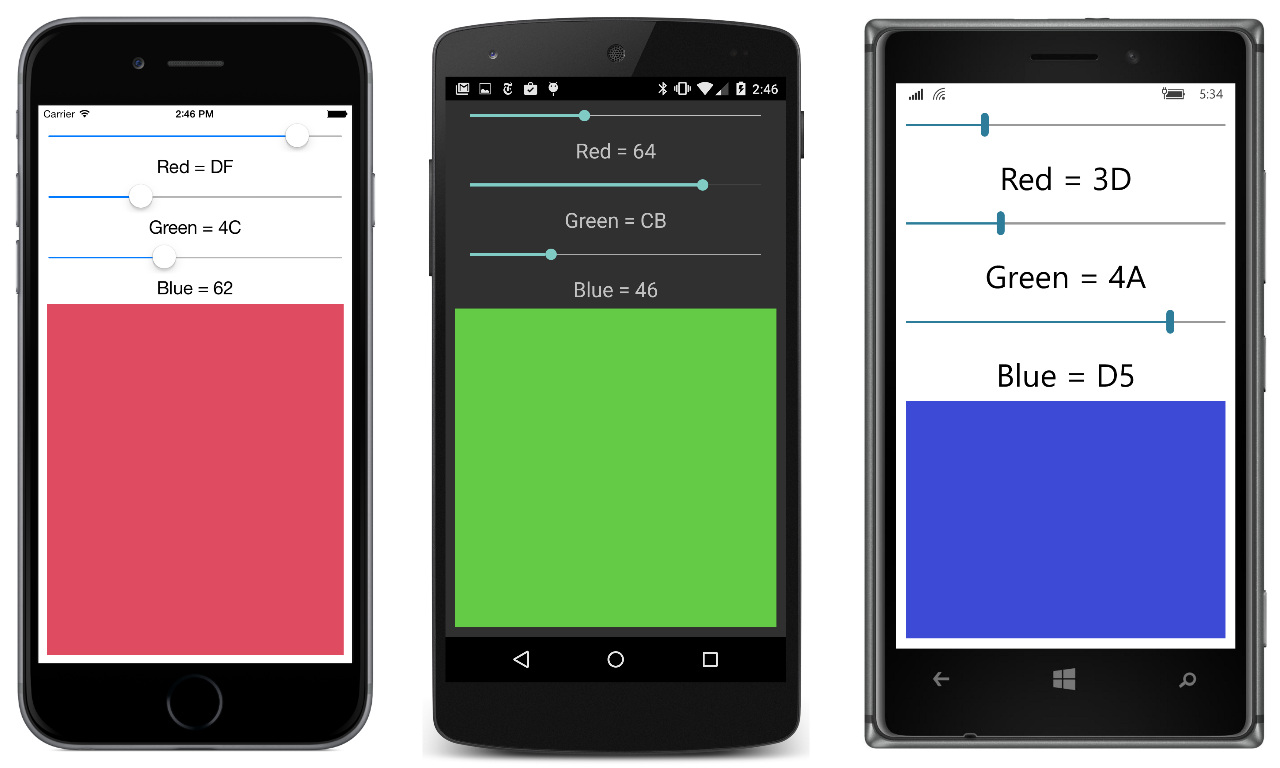 Carrier 2:46 PM
Red = DF
Green = 4C
Blue = 62
2:46
Red = 64
Green = CB
Blue = 46
5:34
Red = 3D
Green = 4A
Blue = D5